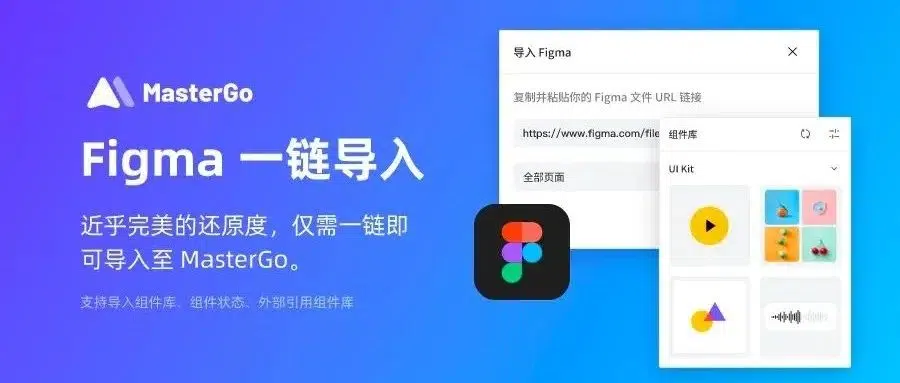 MasterGo
Figma 一链导入
近乎完美的还原度，仅需一链即
可导入至 MasterGo。
支持导入组件库、组件状态、外部引用组件库
导入 Figma
复制并粘贴你的 Figma 文件 URL 链接
https://www.figma.com/file
全部页面
组件库
UI Kit